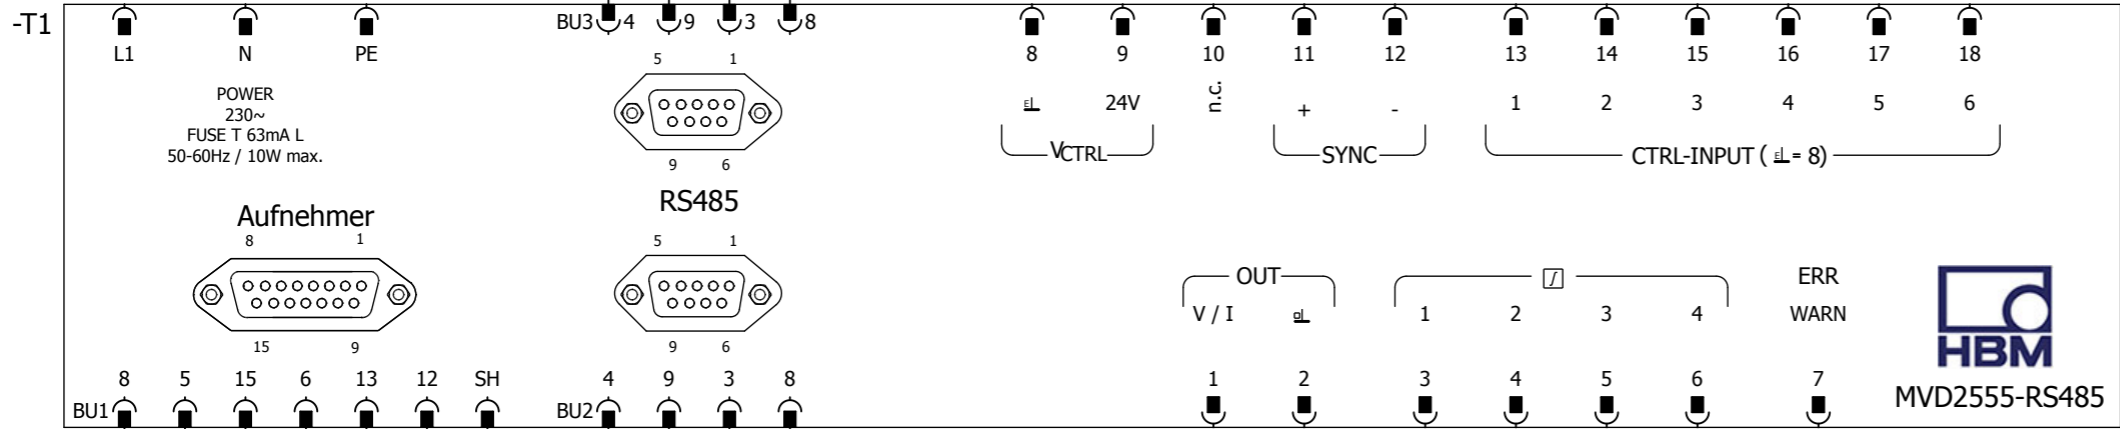 -T1
L1 N PE
BU3 4 9 3 8
8 9 10 11 12 13 14 15 16 17 18
5 1
POWER
230~
FUSE T 63mA L
50-60Hz / 10W max.
24V n.c. + - 1 2 3 4 5 6
VCTRL SYNC CTRL-INPUT ( = 8)
9 6
RS485
Aufnehmer
8 1
5 1
15 9
9 6
OUT
V / I 1 2 3 4
ERR
WARN
HBM
MVD2555-RS485
8 5 15 6 13 12 SH
BU1
4 9 3 8
BU2
1 2 3 4 5 6 7